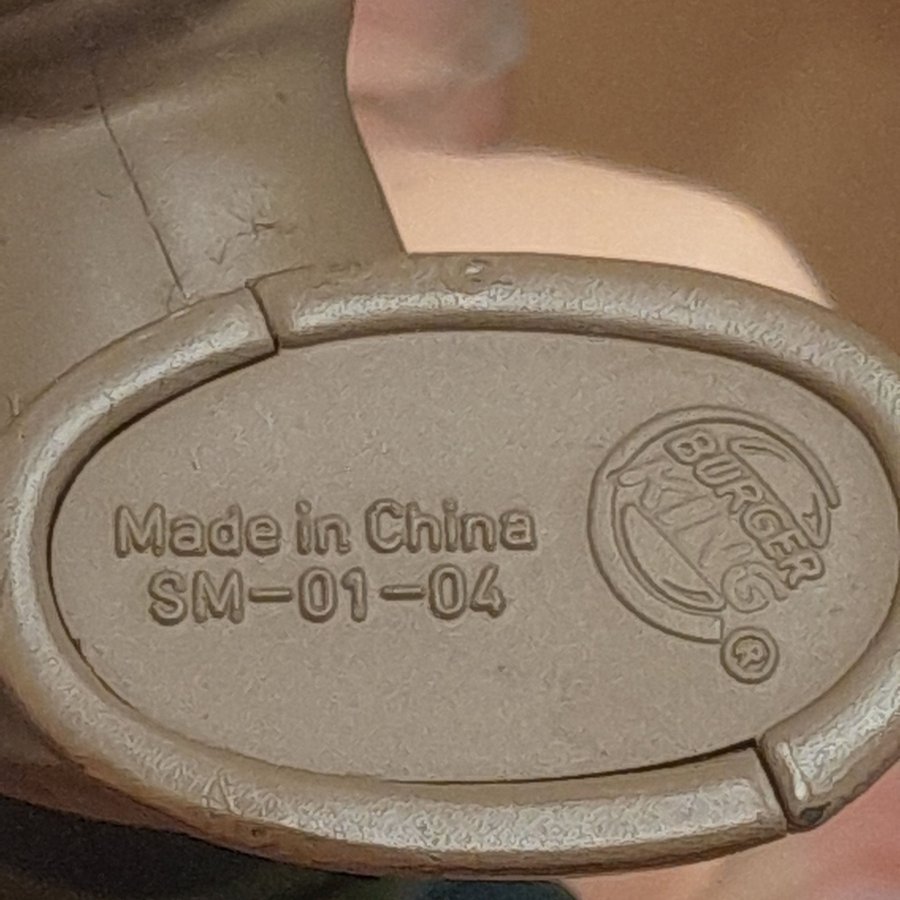 Made in China
SM-01-04
BURGER
KING
®